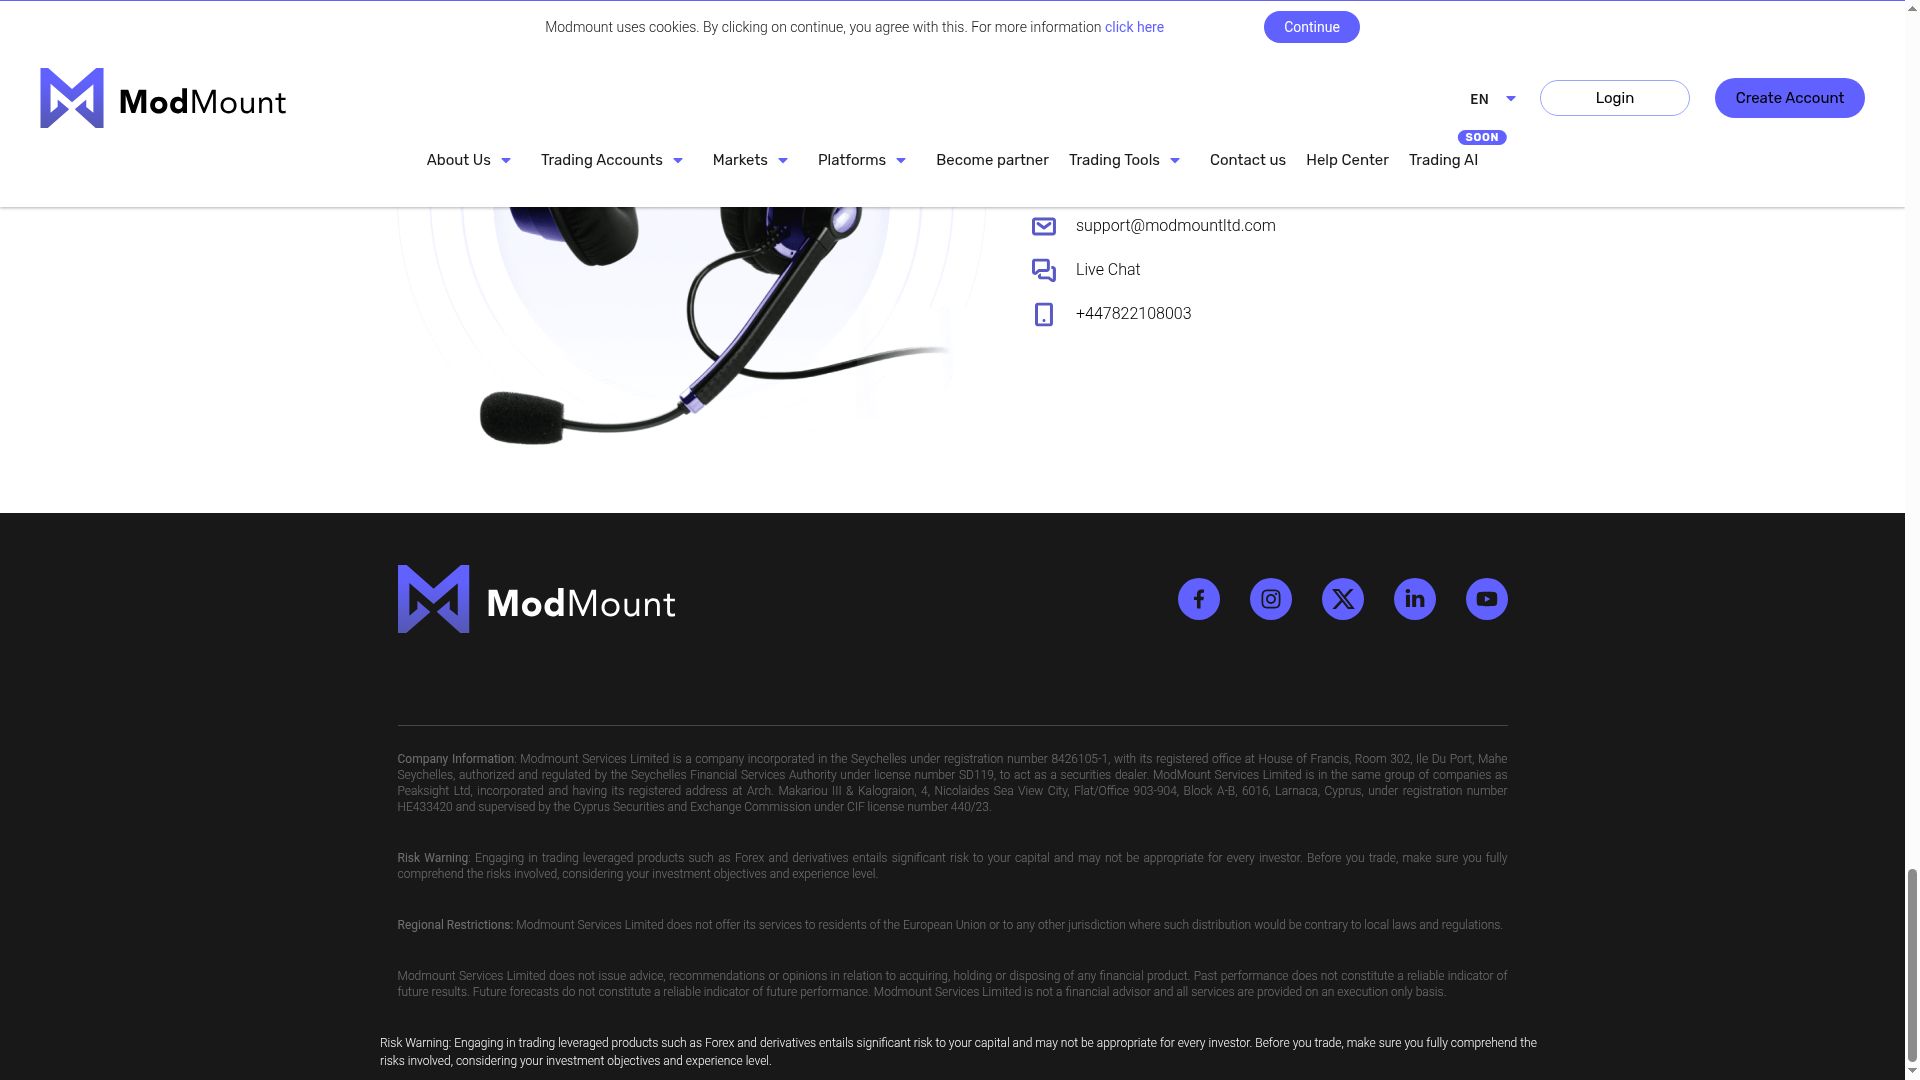 Modmount uses cookies. By clicking on continue, you agree with this. For more information click here
Continue
ModMount
EN
Login
Create Account
SOON
About Us
Trading Accounts
Markets
Platforms
Become partner
Trading Tools
Contact us
Help Center
Trading AI
support@modmountltd.com
Live Chat
+447822108003
ModMount
Company Information: Modmount Services Limited is a company incorporated in the Seychelles under registration number 8426105-1, with its registered office at House of Francis, Room 302, Ile Du Port, Mahe
Seychelles, authorized and regulated by the Seychelles Financial Services Authority under license number SD119, to act as a securities dealer. ModMount Services Limited is in the same group of companies as
Peaksight Ltd, incorporated and having its registered address at Arch. Makariou III & Kalograion, 4, Nicolaides Sea View City, Flat/Office 903-904, Block A-B, 6016, Larnaca, Cyprus, under registration number
HE433420 and supervised by the Cyprus Securities and Exchange Commission under CIF license number 440/23.
Risk Warning: Engaging in trading leveraged products such as Forex and derivatives entails significant risk to your capital and may not be appropriate for every investor. Before you trade, make sure you fully
comprehend the risks involved, considering your investment objectives and experience level.
Regional Restrictions: Modmount Services Limited does not offer its services to residents of the European Union or to any other jurisdiction where such distribution would be contrary to local laws and regulations.
Modmount Services Limited does not issue advice, recommendations or opinions in relation to acquiring, holding or disposing of any financial product. Past performance does not constitute a reliable indicator of
future results. Future forecasts do not constitute a reliable indicator of future performance. Modmount Services Limited is not a financial advisor and all services are provided on an execution only basis.
Risk Warning: Engaging in trading leveraged products such as Forex and derivatives entails significant risk to your capital and may not be appropriate for every investor. Before you trade, make sure you fully comprehend the
risks involved, considering your investment objectives and experience level.